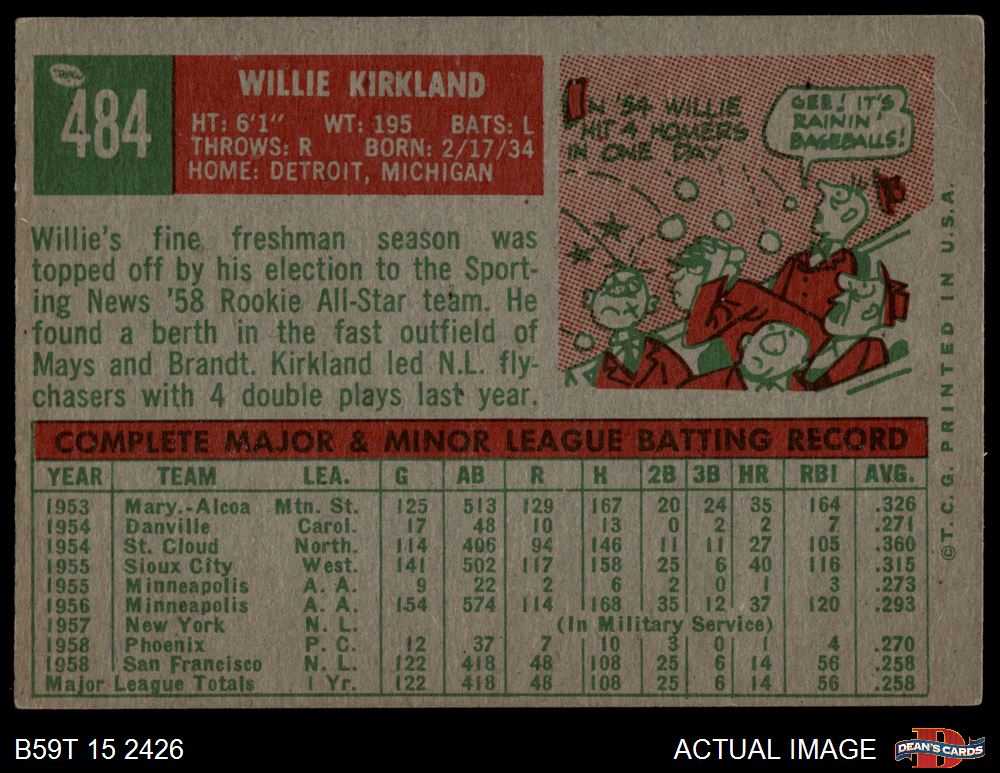 484
WILLIE KIRKLAND
HT: 6'1" WT: 195 BATS: L
THROWS: R BORN: 2/17/34
HOME: DETROIT, MICHIGAN
IN '54 WILLIE
HIT 4 HOMERS
IN ONE DAY
GEE! IT'S
RAININ'
BASEBALLS!
Willie's fine freshman season was
topped off by his election to the Sport-
ing News '58 Rookie All-Star team. He
found a berth in the fast outfield of
Mays and Brandt. Kirkland led N.L. fly-
chasers with 4 double plays last year.
© T. C. G. PRINTED IN U.S.A.
COMPLETE MAJOR & MINOR LEAGUE BATTING RECORD
YEAR TEAM LEA. G AB R H 2B 3B HR RBI AVG.
1953 Mary.-Alcoa Mtn. St. 125 513 129 167 20 24 35 164 .326
1954 Danville Carol. 17 48 10 13 0 2 2 7 .271
1954 St. Cloud North. 114 406 94 146 11 11 27 105 .360
1955 Sioux City West. 141 502 117 158 25 6 40 116 .315
1955 Minneapolis A. A. 9 22 2 6 2 0 1 3 .273
1956 Minneapolis A. A. 154 574 114 168 35 12 37 120 .293
1957 New York N. L. (In Military Service)
1958 Phoenix P. C. 12 37 7 10 3 0 1 4 .270
1958 San Francisco N. L. 122 418 48 108 25 6 14 56 .258
Major League Totals 1 Yr. 122 418 48 108 25 6 14 56 .258
B59T 15 2426
ACTUAL IMAGE
DEAN'S CARDS